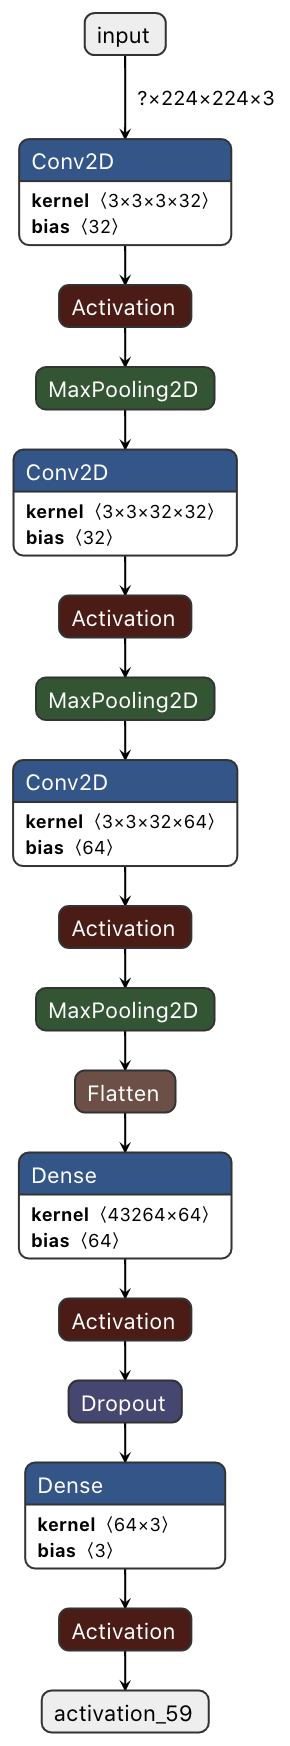 input
?×224×224×3
Conv2D
kernel ⟨3×3×3×32⟩
bias ⟨32⟩
Activation
MaxPooling2D
Conv2D
kernel ⟨3×3×32×32⟩
bias ⟨32⟩
Activation
MaxPooling2D
Conv2D
kernel ⟨3×3×32×64⟩
bias ⟨64⟩
Activation
MaxPooling2D
Flatten
Dense
kernel ⟨43264×64⟩
bias ⟨64⟩
Activation
Dropout
Dense
kernel ⟨64×3⟩
bias ⟨3⟩
Activation
activation_59